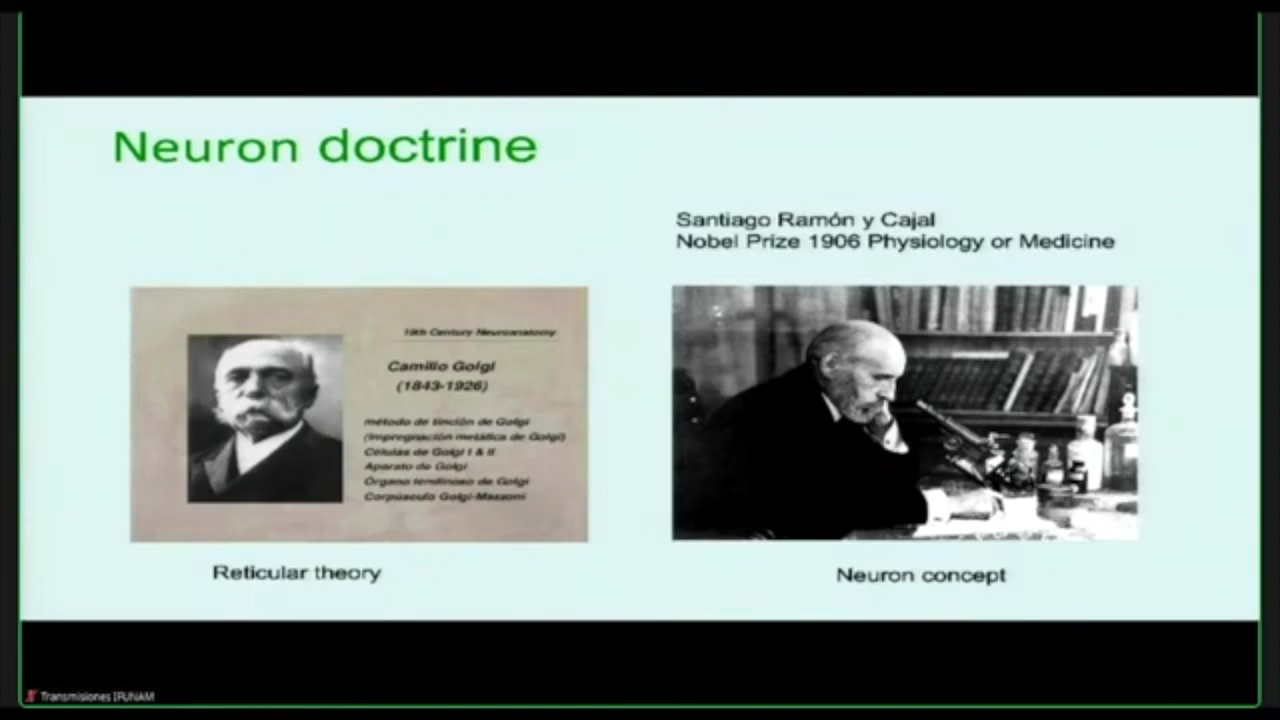 Neuron doctrine
Santiago Ramón y Cajal
Nobel Prize 1906 Physiology or Medicine
19th Century Neuroanatomy
Camillo Golgi
(1843-1926)
método de tinción de Golgi
(Impregnación metálica de Golgi)
Células de Golgi I & II
Aparato de Golgi
Órgano tendinoso de Golgi
Corpúsculo Golgi-Mazzoni
Reticular theory
Neuron concept
Transmisiones